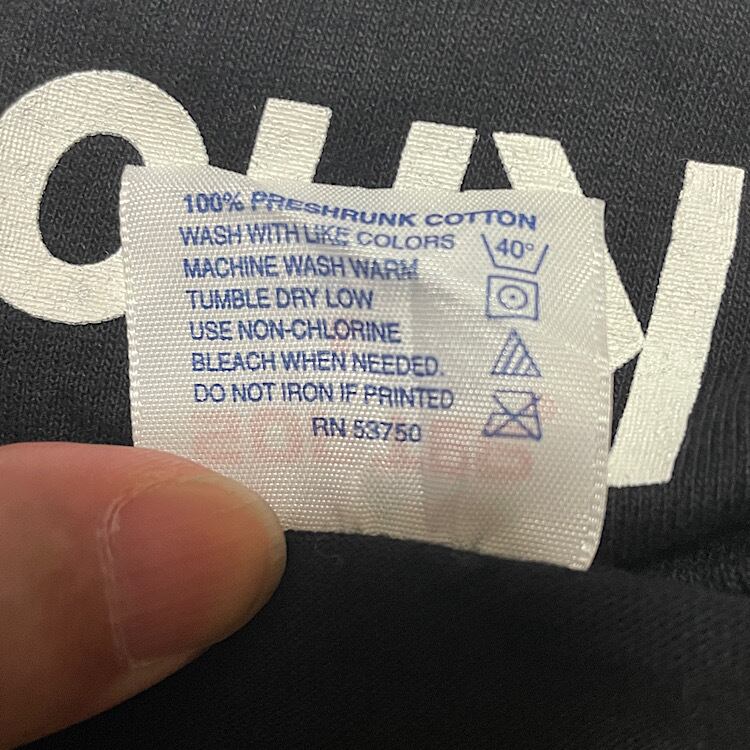 100% PRESHRUNK COTTON
WASH WITH LIKE COLORS
MACHINE WASH WARM
TUMBLE DRY LOW
USE NON-CHLORINE
BLEACH WHEN NEEDED.
DO NOT IRON IF PRINTED
RN 53750
40°